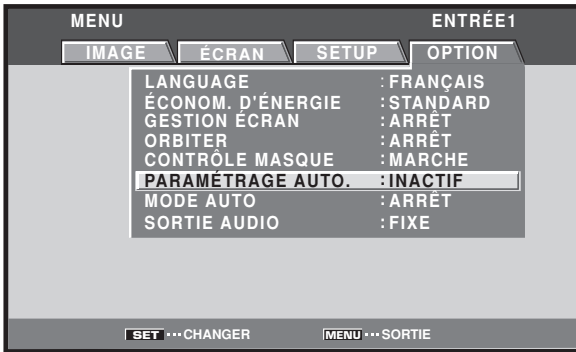 MENU ENTRÉE1
IMAGE ÉCRAN SETUP OPTION
LANGUAGE :FRANÇAIS
ÉCONOM. D'ÉNERGIE :STANDARD
GESTION ÉCRAN :ARRÊT
ORBITER :ARRÊT
CONTRÔLE MASQUE :MARCHE
PARAMÉTRAGE AUTO. :INACTIF
MODE AUTO :ARRÊT
SORTIE AUDIO :FIXE
SET ··· CHANGER MENU ··· SORTIE